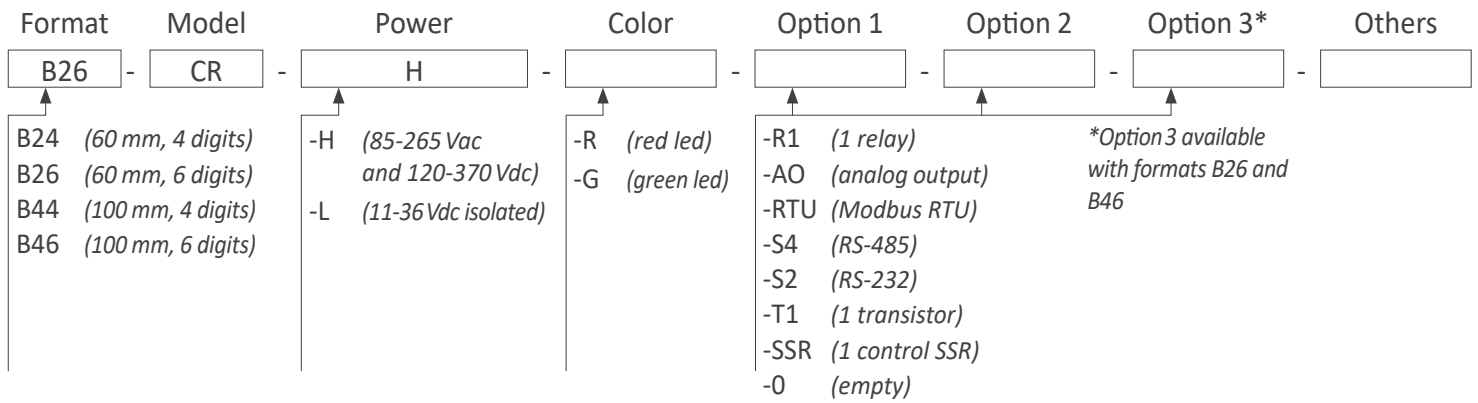 Format Model Power Color Option 1 Option 2 Option 3* Others
B26 - CR - H - - - -
B24 (60 mm, 4 digits)
B26 (60 mm, 6 digits)
B44 (100 mm, 4 digits)
B46 (100 mm, 6 digits)
-H (85-265 Vac
and 120-370 Vdc)
-L (11-36 Vdc isolated)
-R (red led)
-G (green led)
-R1 (1 relay)
-AO (analog output)
-RTU (Modbus RTU)
-S4 (RS-485)
-S2 (RS-232)
-T1 (1 transistor)
-SSR (1 control SSR)
-0 (empty)
*Option 3 available
with formats B26 and
B46